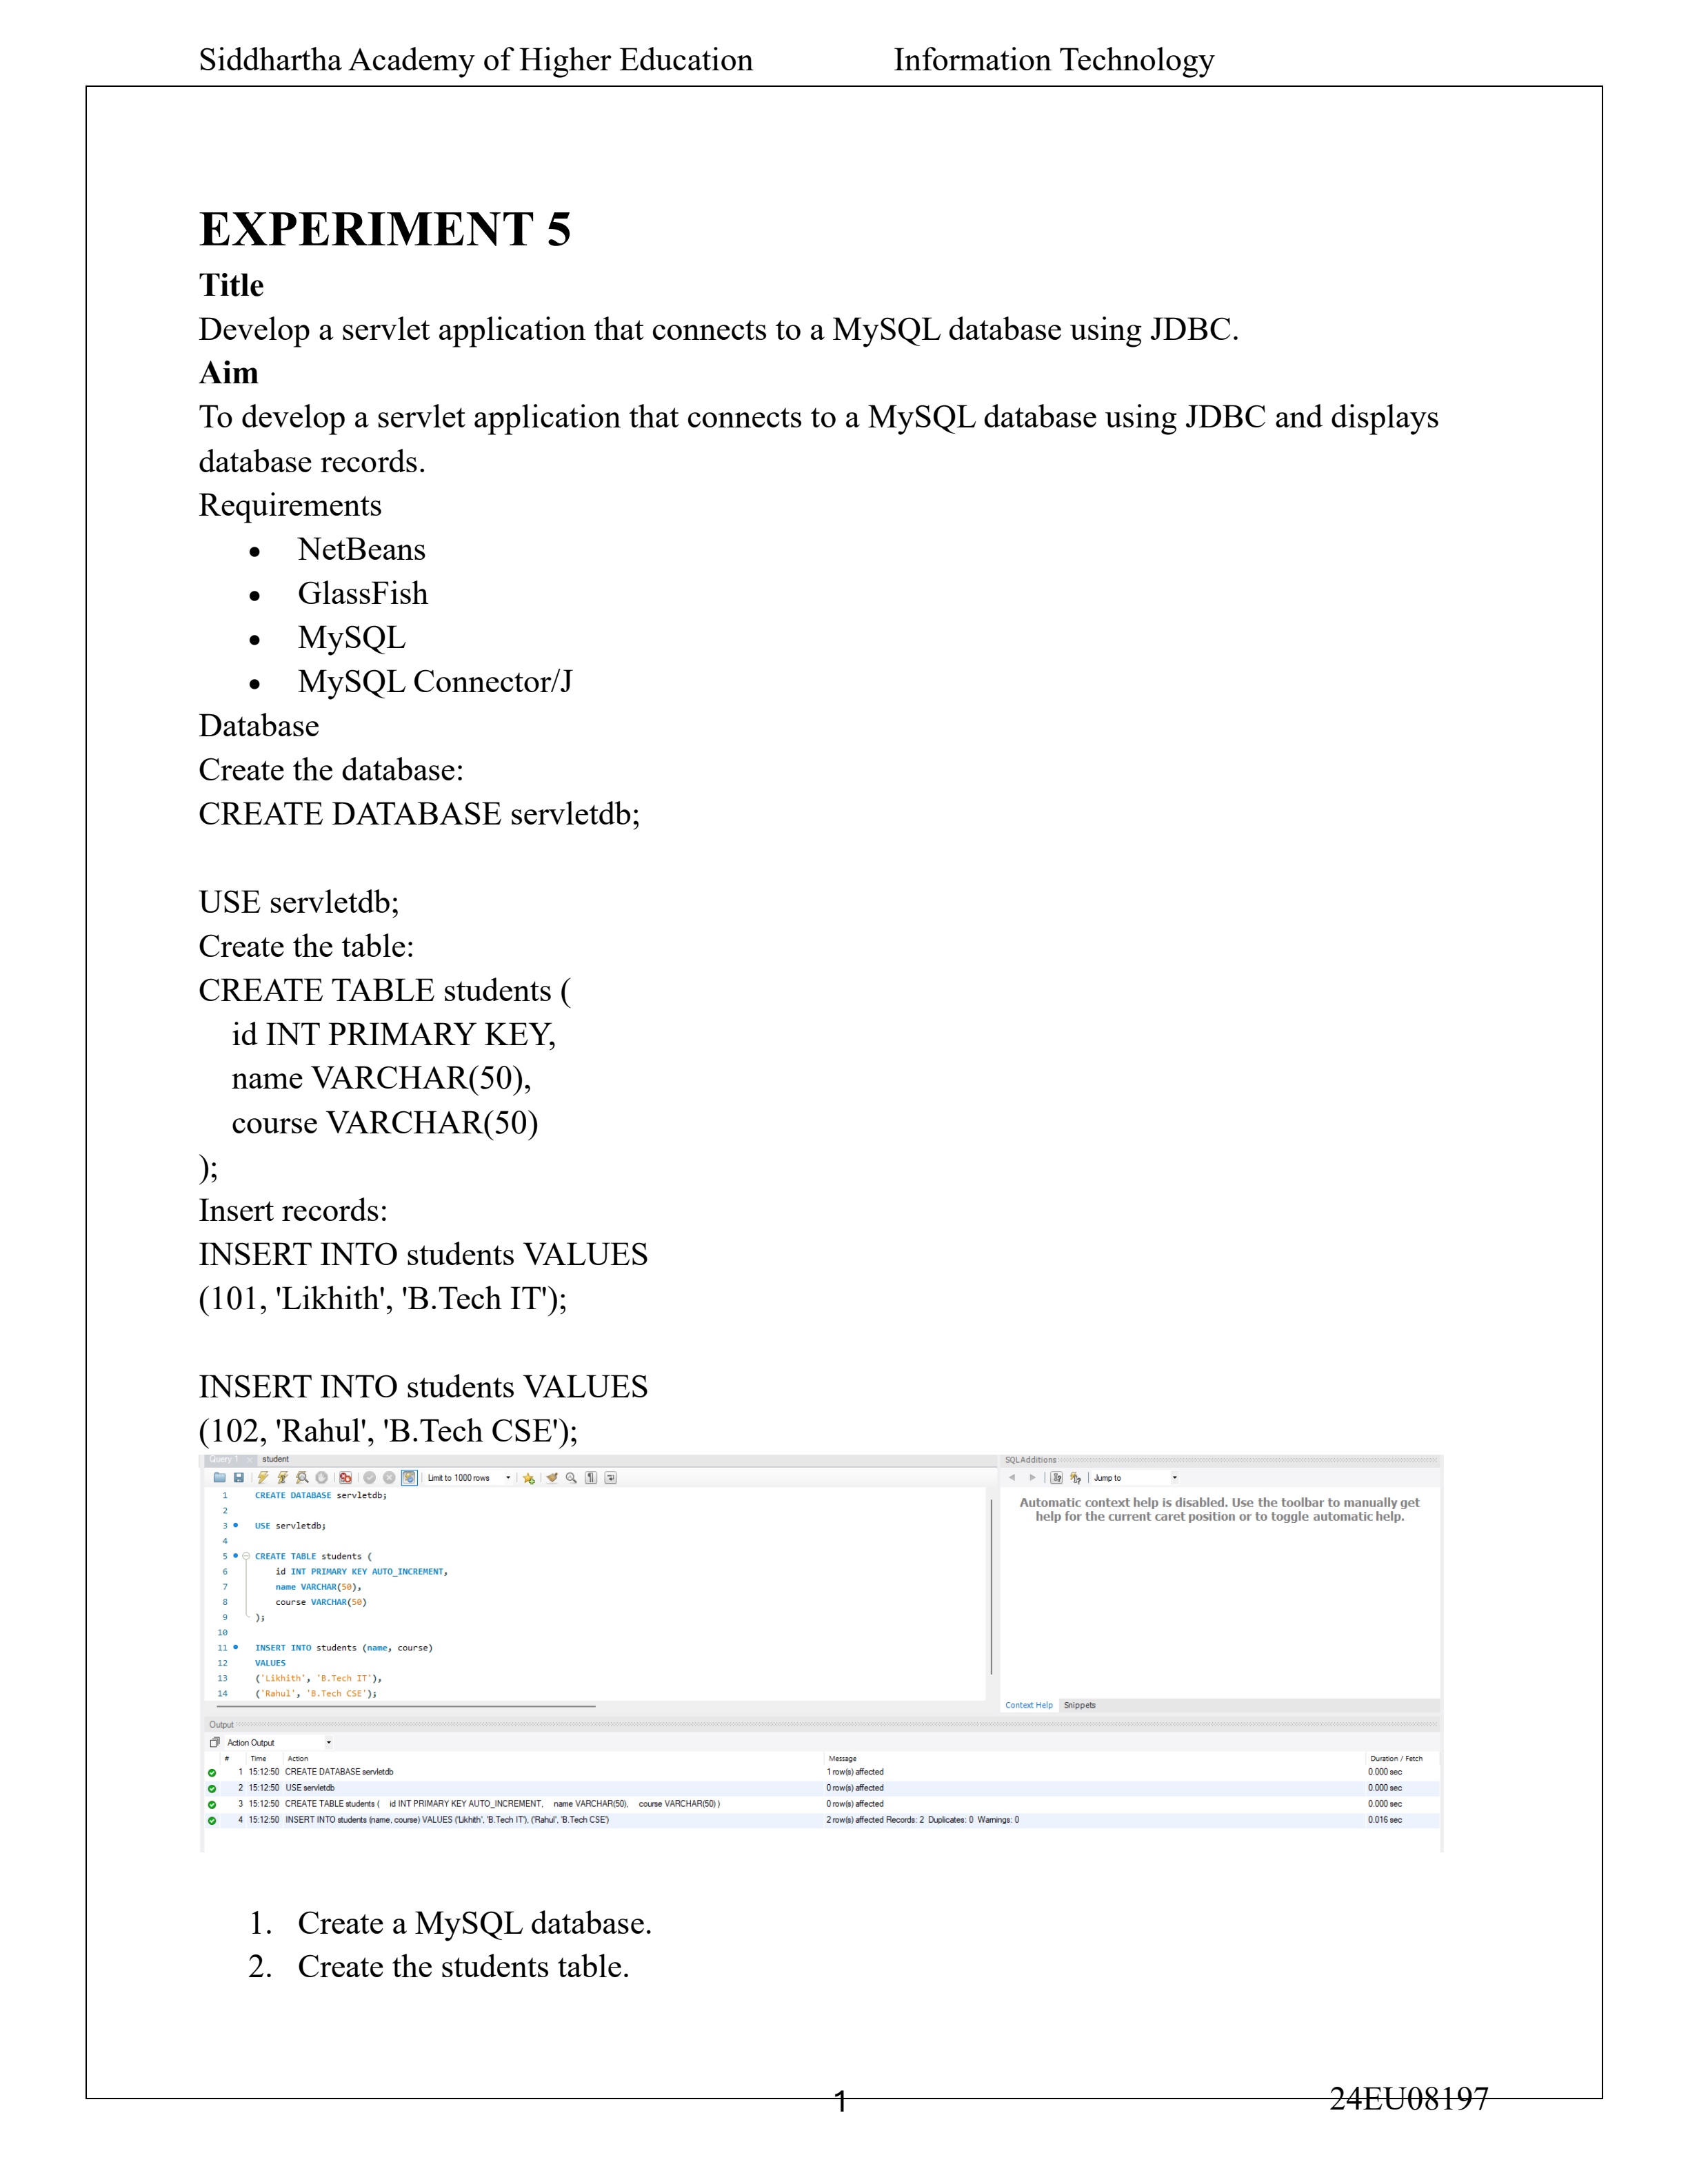 Siddhartha Academy of Higher Education Information Technology
EXPERIMENT 5
Title
Develop a servlet application that connects to a MySQL database using JDBC.
Aim
To develop a servlet application that connects to a MySQL database using JDBC and displays
database records.
Requirements
• NetBeans
• GlassFish
• MySQL
• MySQL Connector/J
Database
Create the database:
CREATE DATABASE servletdb;
USE servletdb;
Create the table:
CREATE TABLE students (
id INT PRIMARY KEY,
name VARCHAR(50),
course VARCHAR(50)
);
Insert records:
INSERT INTO students VALUES
(101, 'Likhith', 'B.Tech IT');
INSERT INTO students VALUES
(102, 'Rahul', 'B.Tech CSE');
Query 1 × student
Limit to 1000 rows
1 CREATE DATABASE servletdb;
2
3 USE servletdb;
4
5 CREATE TABLE students (
6 id INT PRIMARY KEY AUTO_INCREMENT,
7 name VARCHAR(50),
8 course VARCHAR(50)
9 );
10
11 INSERT INTO students (name, course)
12 VALUES
13 ('Likhith', 'B.Tech IT'),
14 ('Rahul', 'B.Tech CSE');
SQLAdditions
Jump to
Automatic context help is disabled. Use the toolbar to manually get
help for the current caret position or to toggle automatic help.
Context Help Snippets
Output
Action Output
# Time Action Message Duration / Fetch
1 15:12:50 CREATE DATABASE servletdb 1 row(s) affected 0.000 sec
2 15:12:50 USE servletdb 0 row(s) affected 0.000 sec
3 15:12:50 CREATE TABLE students ( id INT PRIMARY KEY AUTO_INCREMENT, name VARCHAR(50), course VARCHAR(50) ) 0 row(s) affected 0.000 sec
4 15:12:50 INSERT INTO students (name, course) VALUES ('Likhith', 'B.Tech IT'), ('Rahul', 'B.Tech CSE') 2 row(s) affected Records: 2 Duplicates: 0 Warnings: 0 0.016 sec
1. Create a MySQL database.
2. Create the students table.
1 24EU08197